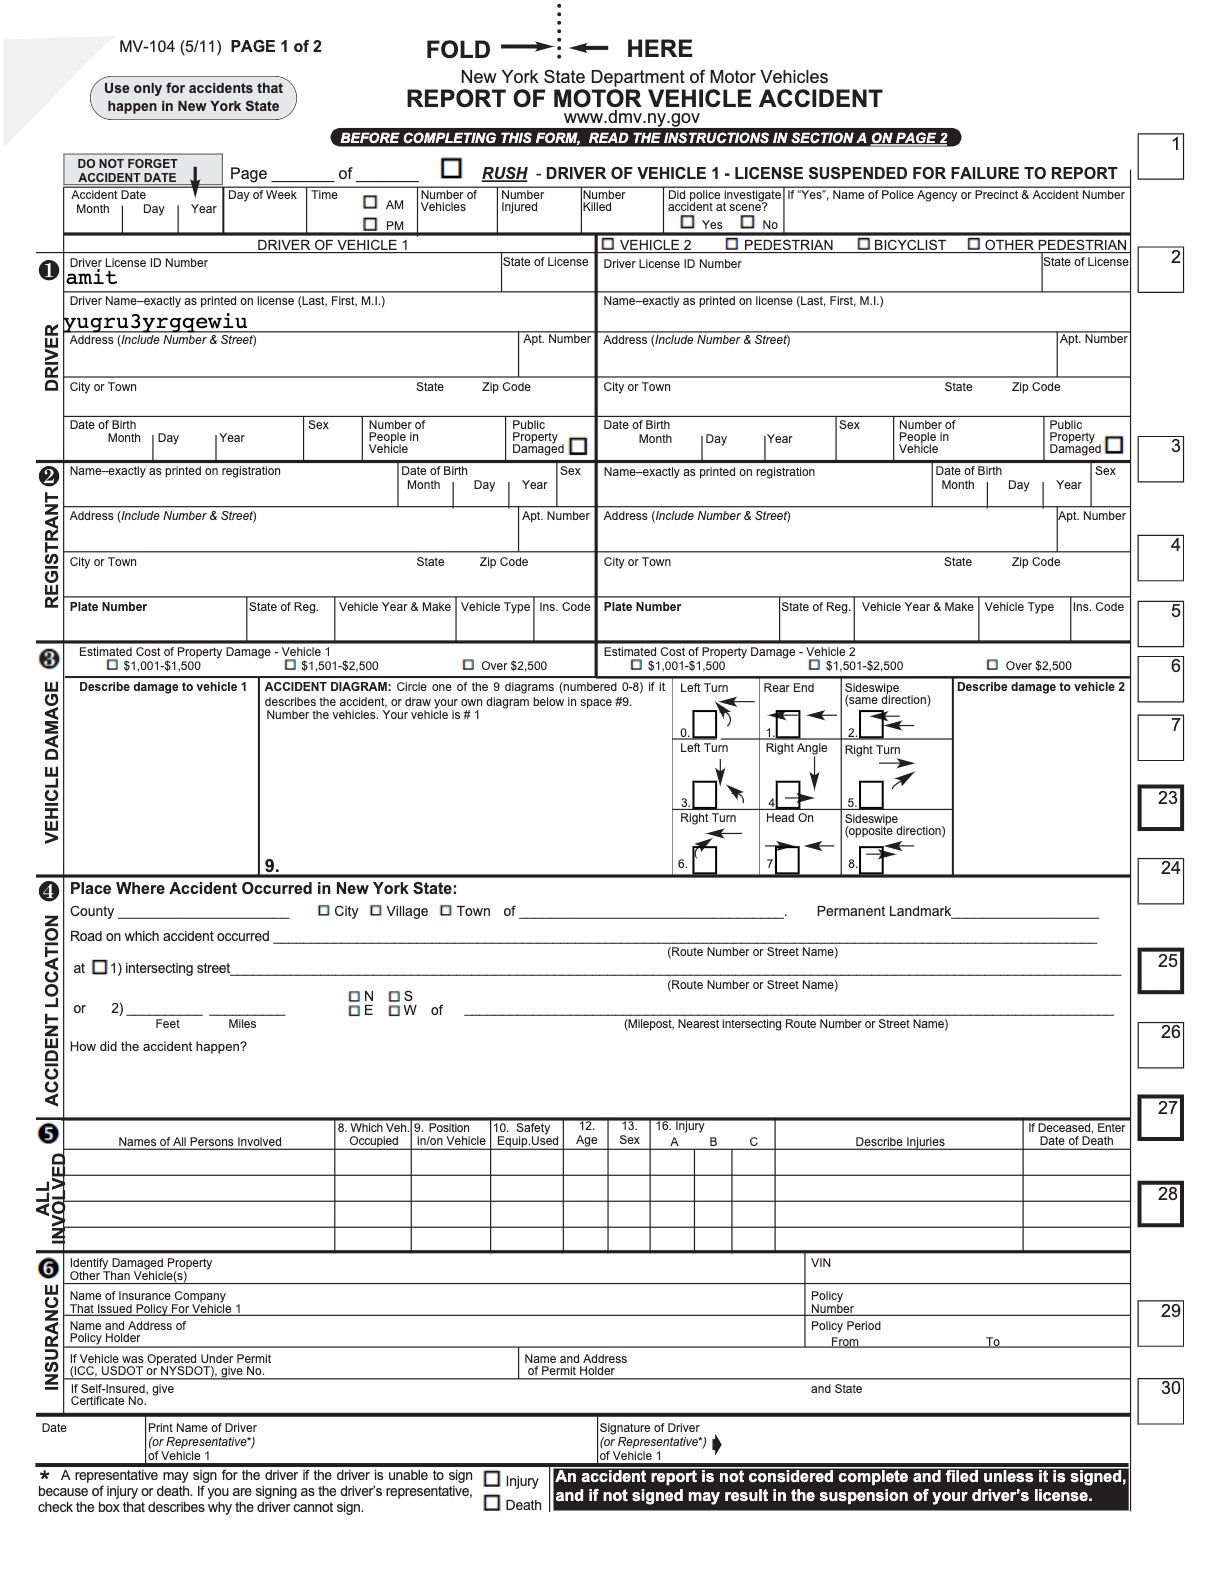 MV-104 (5/11) PAGE 1 of 2
FOLD HERE
Use only for accidents that
happen in New York State
New York State Department of Motor Vehicles
REPORT OF MOTOR VEHICLE ACCIDENT
www.dmv.ny.gov
BEFORE COMPLETING THIS FORM, READ THE INSTRUCTIONS IN SECTION A ON PAGE 2
1
DO NOT FORGET
ACCIDENT DATE
Page ______ of ______ RUSH - DRIVER OF VEHICLE 1 - LICENSE SUSPENDED FOR FAILURE TO REPORT
Accident Date Day of Week Time AM Number of Number Number Did police investigate If “Yes”, Name of Police Agency or Precinct & Accident Number
Month Day Year PM Vehicles Injured Killed accident at scene?
Yes No
DRIVER OF VEHICLE 1 VEHICLE 2 PEDESTRIAN BICYCLIST OTHER PEDESTRIAN
2
❶ Driver License ID Number State of License Driver License ID Number State of License
amit
Driver Name–exactly as printed on license (Last, First, M.I.) Name–exactly as printed on license (Last, First, M.I.)
yugru3yrgqewiu
DRIVER
Address (Include Number & Street) Apt. Number Address (Include Number & Street) Apt. Number
City or Town State Zip Code City or Town State Zip Code
Date of Birth Sex Number of Public Date of Birth Sex Number of Public
Month Day Year People in Property Month Day Year People in Property
Vehicle Damaged Vehicle Damaged
3
❷ Name–exactly as printed on registration Date of Birth Sex Name–exactly as printed on registration Date of Birth Sex
Month Day Year Month Day Year
REGISTRANT
Address (Include Number & Street) Apt. Number Address (Include Number & Street) Apt. Number
4
City or Town State Zip Code City or Town State Zip Code
Plate Number State of Reg. Vehicle Year & Make Vehicle Type Ins. Code Plate Number State of Reg. Vehicle Year & Make Vehicle Type Ins. Code
5
❸ Estimated Cost of Property Damage - Vehicle 1 Estimated Cost of Property Damage - Vehicle 2
$1,001-$1,500 $1,501-$2,500 Over $2,500 $1,001-$1,500 $1,501-$2,500 Over $2,500
6
VEHICLE DAMAGE
Describe damage to vehicle 1
ACCIDENT DIAGRAM: Circle one of the 9 diagrams (numbered 0-8) if it
describes the accident, or draw your own diagram below in space #9.
Number the vehicles. Your vehicle is # 1
9.
Left Turn Rear End Sideswipe
(same direction)
0. 1. 2.
Left Turn Right Angle Right Turn
3. 4. 5.
Right Turn Head On Sideswipe
(opposite direction)
6. 7. 8.
Describe damage to vehicle 2
7
23
24
❹ Place Where Accident Occurred in New York State:
ACCIDENT LOCATION
County ______ City Village Town of ______. Permanent Landmark______
Road on which accident occurred ______
(Route Number or Street Name)
at 1) intersecting street______
(Route Number or Street Name)
25
or 2) ______ ______ N S
E W of ______
Feet Miles (Milepost, Nearest intersecting Route Number or Street Name)
How did the accident happen?
26
27
❺ Names of All Persons Involved 8. Which Veh. Occupied 9. Position in/on Vehicle 10. Safety Equip.Used 12. Age 13. Sex 16. Injury A B C Describe Injuries If Deceased, Enter Date of Death
ALL INVOLVED
28
❻ Identify Damaged Property VIN
Other Than Vehicle(s)
INSURANCE
Name of Insurance Company Policy
That Issued Policy For Vehicle 1 Number
29
Name and Address of Policy Period
Policy Holder From To
If Vehicle was Operated Under Permit Name and Address
(ICC, USDOT or NYSDOT), give No. of Permit Holder
If Self-Insured, give and State
Certificate No.
30
Date Print Name of Driver Signature of Driver
(or Representative*) (or Representative*)
of Vehicle 1 of Vehicle 1
* A representative may sign for the driver if the driver is unable to sign
because of injury or death. If you are signing as the driver’s representative,
check the box that describes why the driver cannot sign.
Injury
Death
An accident report is not considered complete and filed unless it is signed,
and if not signed may result in the suspension of your driver’s license.